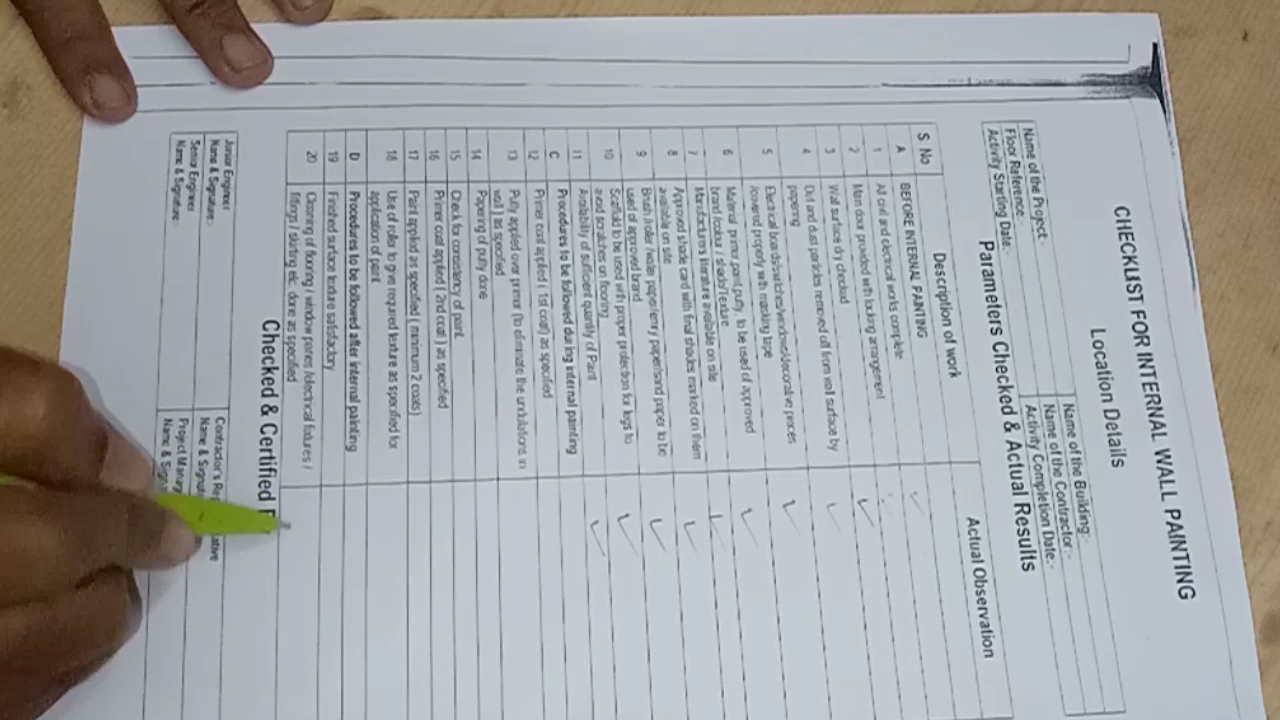 CHECKLIST FOR INTERNAL WALL PAINTING
Location Details
Name of the Project:-
Name of the Building:-
Floor Reference:
Name of the Contractor:-
Activity Starting Date:
Activity Completion Date:-
Parameters Checked & Actual Results
S. No Description of work Actual Observation
A BEFORE INTERNAL PAINTING
1 All civil and electrical works complete
2 Main door provided with locking arrangement
3 Wall surface dry checked
4 Dirt and dust particles removed off from wall surface by
papering
5 Electrical boards/switches/windows/decorative pieces
/covered properly with masking tape
6 Material primer,paint,putty, to be used of approved
brand /colour / shade/Texture
7 Manufacturers literature available on site
Approved shade card with final shades marked on them
8 available on site
Brush /roller /water paper/emry paper/sand paper to be
9 used of approved brand
Scaffold to be used with proper protection for legs to
10 avoid scratches on flooring
11 Availability of sufficient quantity of Paint
C Procedures to be followed during internal painting
12 Primer coat applied ( 1st coat) as specified
13 Putty applied over primer (to eliminate the undulations in
wall ) as specified
14 Papering of putty done
15 Check for consistency of paint.
16 Primer coat applied ( 2nd coat ) as specified
17 Paint applied as specified ( minimum 2 coats)
18 Use of roller to give required texture as specified for
application of paint
D Procedures to be followed after internal painting
19 Finished surface texture satisfactory
20 Cleaning of flooring / window panes /electrical fixtures /
fittings / skirting etc. done as specified
Checked & Certified
Junior Engineer
Name & Signature:-
Contractor's
Name &
Senior Engineer
Name & Signature:-
Project
Name &